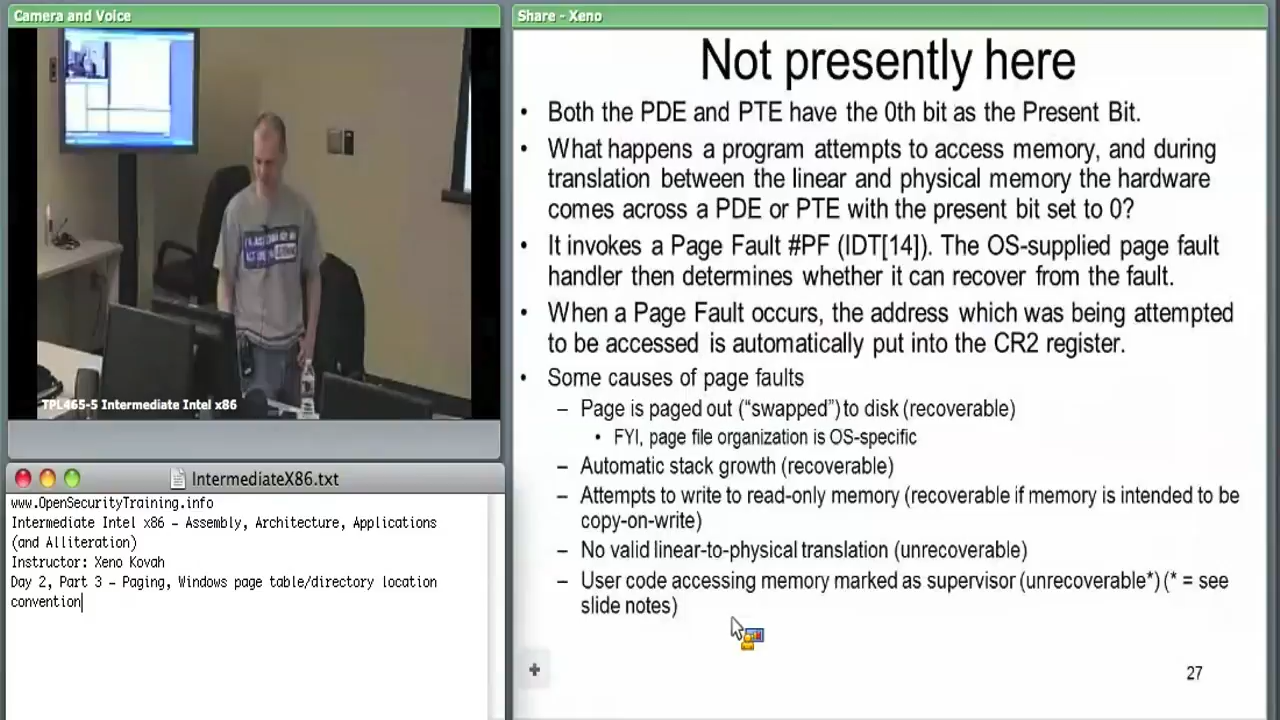 Camera and Voice
TPL465-5 Intermediate Intel x86
IntermediateX86.txt
www.OpenSecurityTraining.info
Intermediate Intel x86 – Assembly, Architecture, Applications
(and Alliteration)
Instructor: Xeno Kovah
Day 2, Part 3 – Paging, Windows page table/directory location
convention
Share - Xeno
Not presently here
• Both the PDE and PTE have the 0th bit as the Present Bit.
• What happens a program attempts to access memory, and during
translation between the linear and physical memory the hardware
comes across a PDE or PTE with the present bit set to 0?
• It invokes a Page Fault #PF (IDT[14]). The OS-supplied page fault
handler then determines whether it can recover from the fault.
• When a Page Fault occurs, the address which was being attempted
to be accessed is automatically put into the CR2 register.
• Some causes of page faults
– Page is paged out (“swapped”) to disk (recoverable)
• FYI, page file organization is OS-specific
– Automatic stack growth (recoverable)
– Attempts to write to read-only memory (recoverable if memory is intended to be
copy-on-write)
– No valid linear-to-physical translation (unrecoverable)
– User code accessing memory marked as supervisor (unrecoverable*) (* = see
slide notes)
27